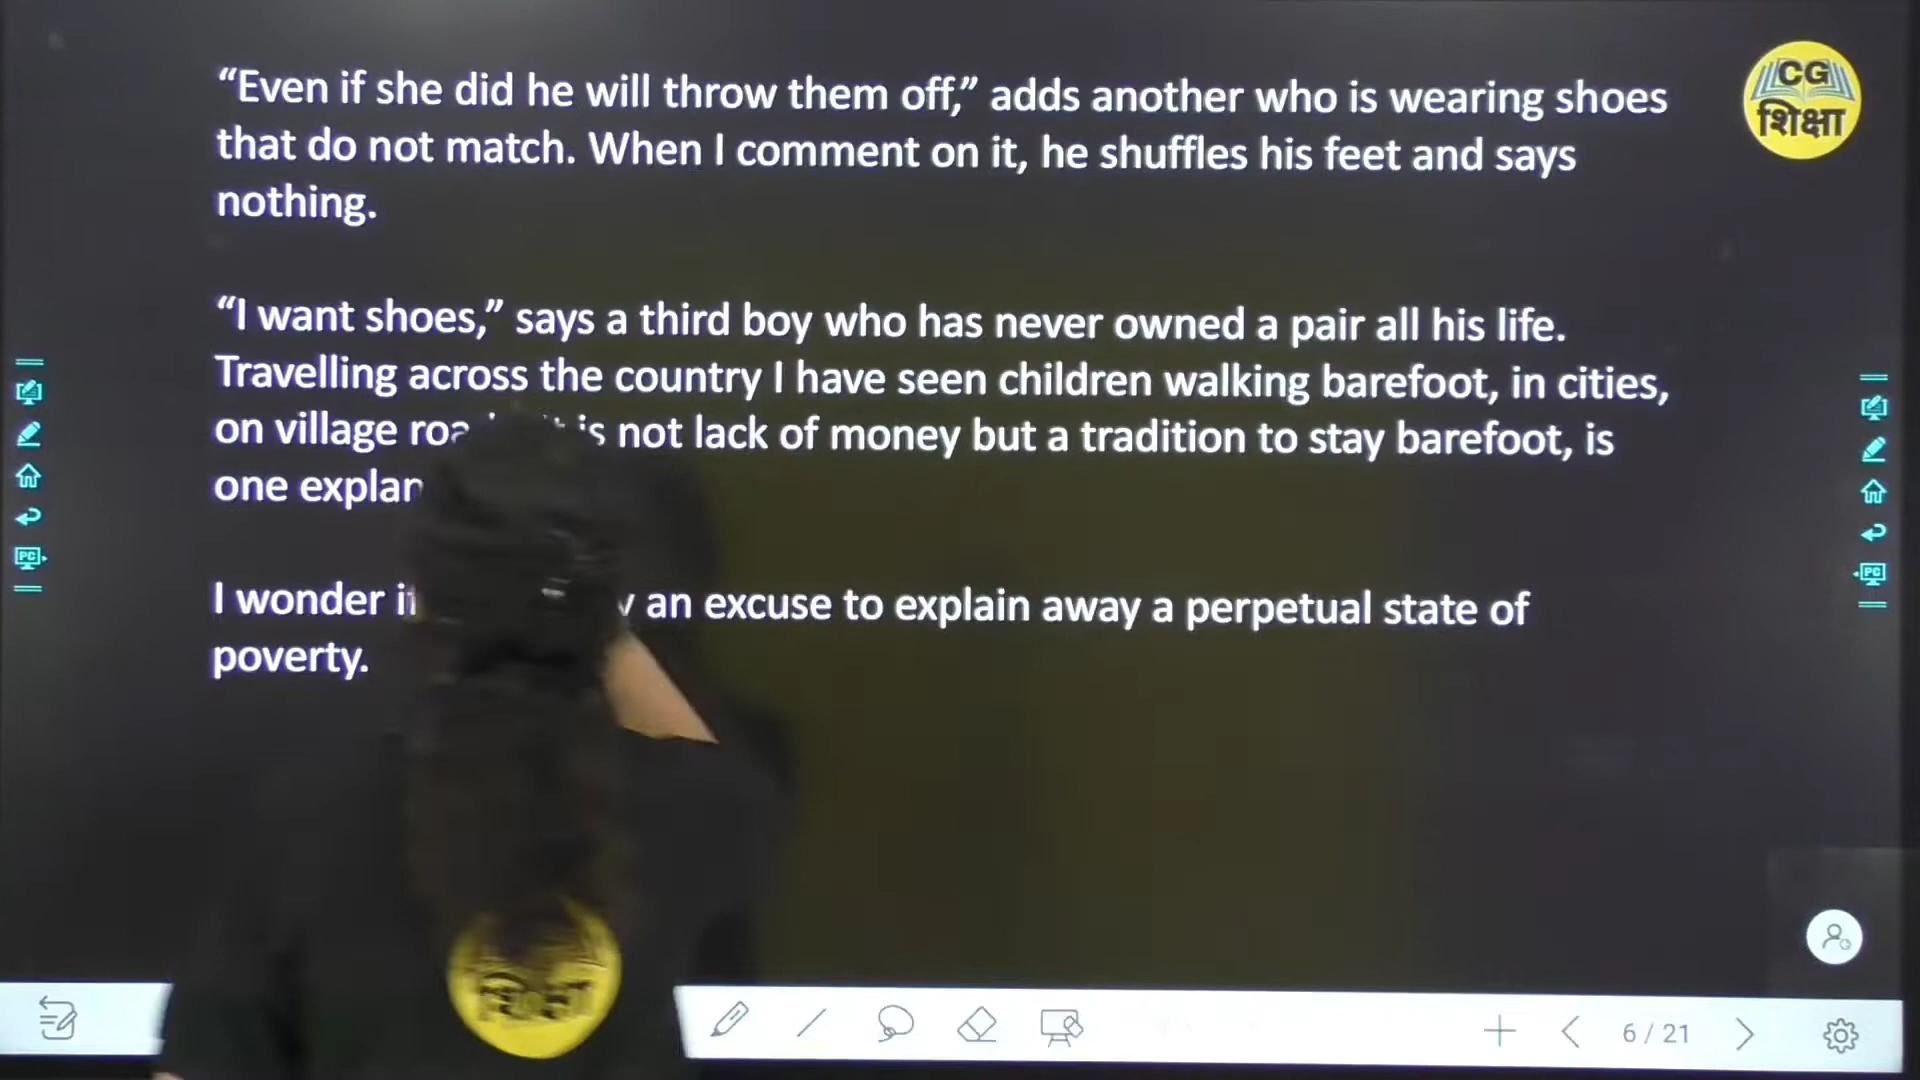 “Even if she did he will throw them off,” adds another who is wearing shoes
that do not match. When I comment on it, he shuffles his feet and says
nothing.
“I want shoes,” says a third boy who has never owned a pair all his life.
Travelling across the country I have seen children walking barefoot, in cities,
on village is not lack of money but a tradition to stay barefoot, is
one
I wonder an excuse to explain away a perpetual state of
poverty.
CG
शिक्षा
PC
PC
6 / 21